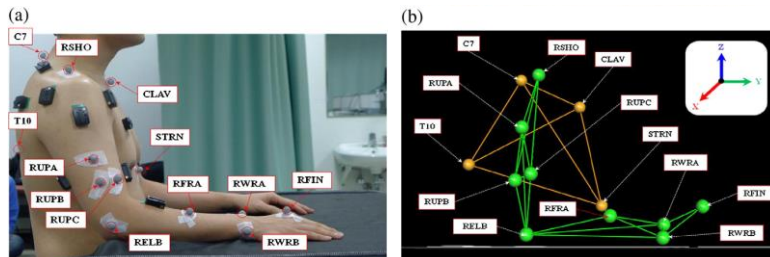 (a)
C7
RSHO
CLAV
T10
STRN
RUPA
RUPB
RUPC
RFRA
RWRA
RFIN
RELB
RWRB
(b)
C7
RSHO
CLAV
RUPA
T10
RUPC
STRN
RWRA
RUPB
RFRA
RFIN
RELB
RWRB
Z
Y
X